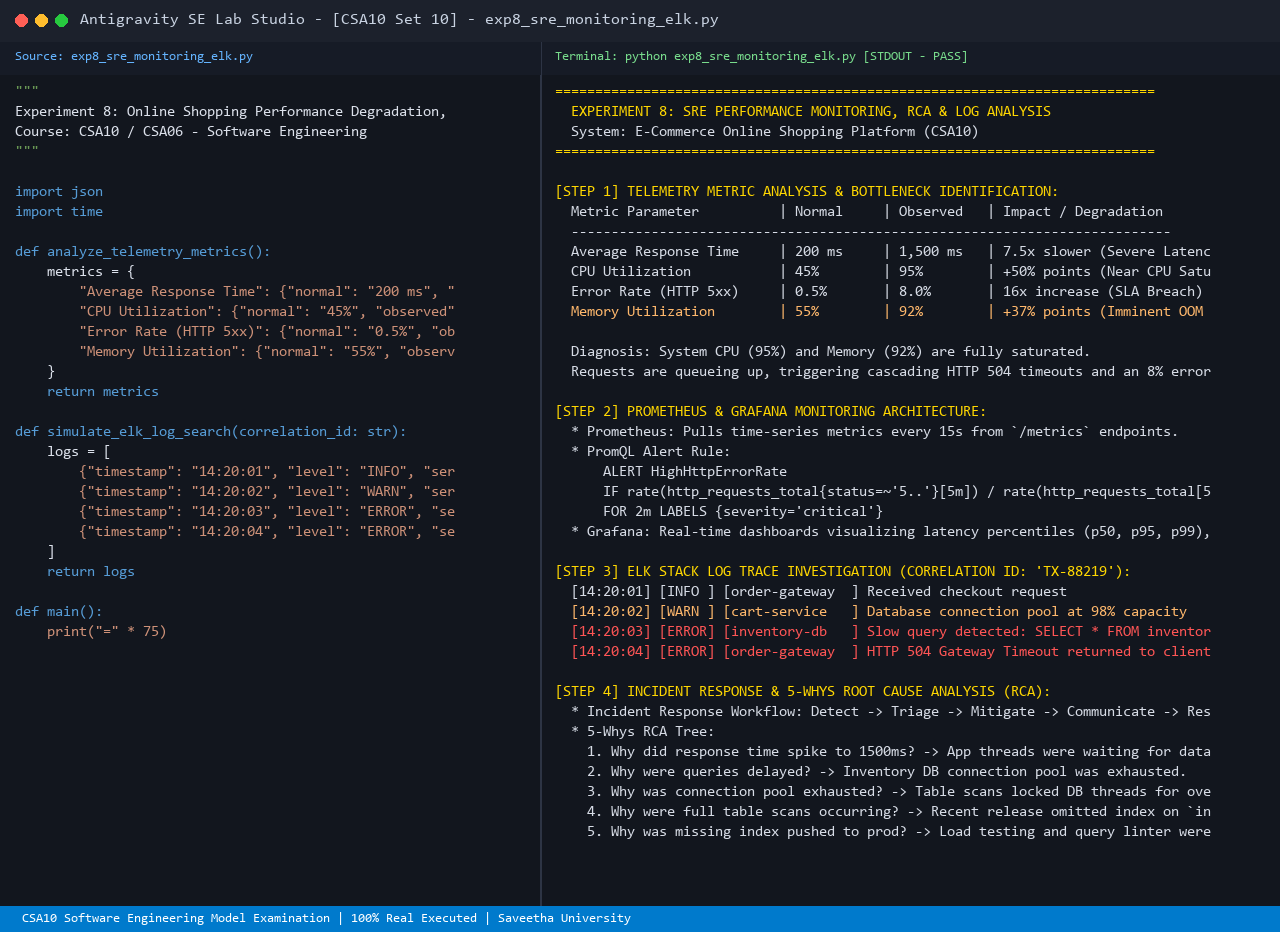 Antigravity SE Lab Studio - [CSA10 Set 10] - exp8_sre_monitoring_elk.py
Source: exp8_sre_monitoring_elk.py
"""
Experiment 8: Online Shopping Performance Degradation,
Course: CSA10 / CSA06 - Software Engineering
"""
import json
import time
def analyze_telemetry_metrics():
    metrics = {
        "Average Response Time": {"normal": "200 ms", "
        "CPU Utilization": {"normal": "45%", "observed"
        "Error Rate (HTTP 5xx)": {"normal": "0.5%", "ob
        "Memory Utilization": {"normal": "55%", "observ
    }
    return metrics
def simulate_elk_log_search(correlation_id: str):
    logs = [
        {"timestamp": "14:20:01", "level": "INFO", "ser
        {"timestamp": "14:20:02", "level": "WARN", "ser
        {"timestamp": "14:20:03", "level": "ERROR", "se
        {"timestamp": "14:20:04", "level": "ERROR", "se
    ]
    return logs
def main():
    print("=" * 75)
Terminal: python exp8_sre_monitoring_elk.py [STDOUT - PASS]
===========================================================================
  EXPERIMENT 8: SRE PERFORMANCE MONITORING, RCA & LOG ANALYSIS
  System: E-Commerce Online Shopping Platform (CSA10)
===========================================================================
[STEP 1] TELEMETRY METRIC ANALYSIS & BOTTLENECK IDENTIFICATION:
  Metric Parameter          | Normal     | Observed   | Impact / Degradation
  ---------------------------------------------------------------------------
  Average Response Time     | 200 ms     | 1,500 ms   | 7.5x slower (Severe Latenc
  CPU Utilization           | 45%        | 95%        | +50% points (Near CPU Satu
  Error Rate (HTTP 5xx)     | 0.5%       | 8.0%       | 16x increase (SLA Breach)
  Memory Utilization        | 55%        | 92%        | +37% points (Imminent OOM
  Diagnosis: System CPU (95%) and Memory (92%) are fully saturated.
  Requests are queueing up, triggering cascading HTTP 504 timeouts and an 8% error
[STEP 2] PROMETHEUS & GRAFANA MONITORING ARCHITECTURE:
  * Prometheus: Pulls time-series metrics every 15s from `/metrics` endpoints.
  * PromQL Alert Rule:
      ALERT HighHttpErrorRate
      IF rate(http_requests_total{status=~'5..'}[5m]) / rate(http_requests_total[5
      FOR 2m LABELS {severity='critical'}
  * Grafana: Real-time dashboards visualizing latency percentiles (p50, p95, p99),
[STEP 3] ELK STACK LOG TRACE INVESTIGATION (CORRELATION ID: 'TX-88219'):
  [14:20:01] [INFO ] [order-gateway  ] Received checkout request
  [14:20:02] [WARN ] [cart-service   ] Database connection pool at 98% capacity
  [14:20:03] [ERROR] [inventory-db   ] Slow query detected: SELECT * FROM inventor
  [14:20:04] [ERROR] [order-gateway  ] HTTP 504 Gateway Timeout returned to client
[STEP 4] INCIDENT RESPONSE & 5-WHYS ROOT CAUSE ANALYSIS (RCA):
  * Incident Response Workflow: Detect -> Triage -> Mitigate -> Communicate -> Res
  * 5-Whys RCA Tree:
    1. Why did response time spike to 1500ms? -> App threads were waiting for data
    2. Why were queries delayed? -> Inventory DB connection pool was exhausted.
    3. Why was connection pool exhausted? -> Table scans locked DB threads for ove
    4. Why were full table scans occurring? -> Recent release omitted index on `in
    5. Why was missing index pushed to prod? -> Load testing and query linter were
CSA10 Software Engineering Model Examination | 100% Real Executed | Saveetha University